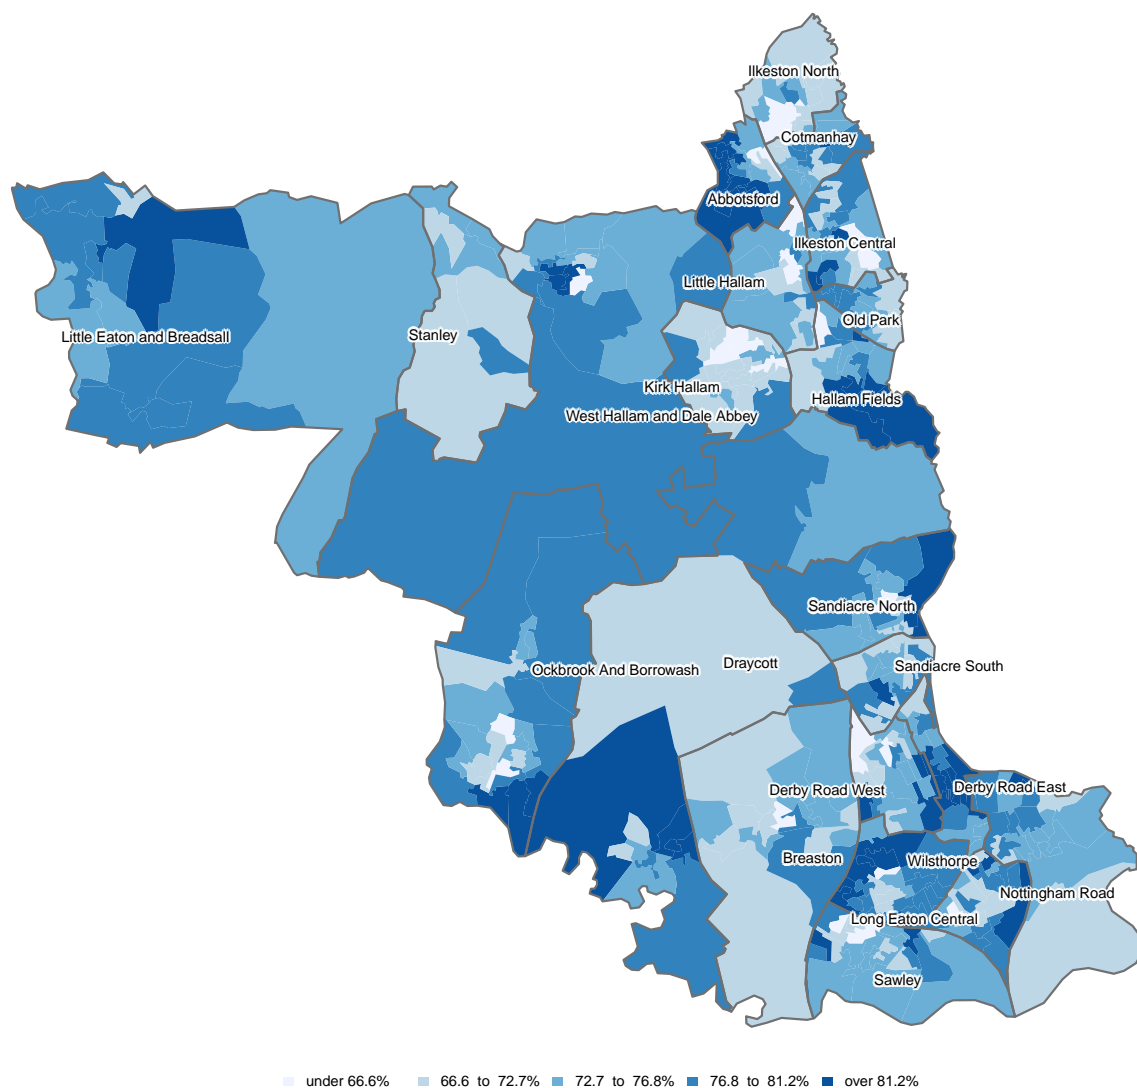 Ilkeston North
Cotmanhay
Abbotsford
Ilkeston Central
Little Hallam
Old Park
Little Eaton and Breadsall
Stanley
Kirk Hallam
Hallam Fields
West Hallam and Dale Abbey
Sandiacre North
Draycott
Sandiacre South
Ockbrook And Borrowash
Derby Road West
Derby Road East
Breaston
Wilsthorpe
Nottingham Road
Long Eaton Central
Sawley
under 66.6% 66.6 to 72.7% 72.7 to 76.8% 76.8 to 81.2% over 81.2%